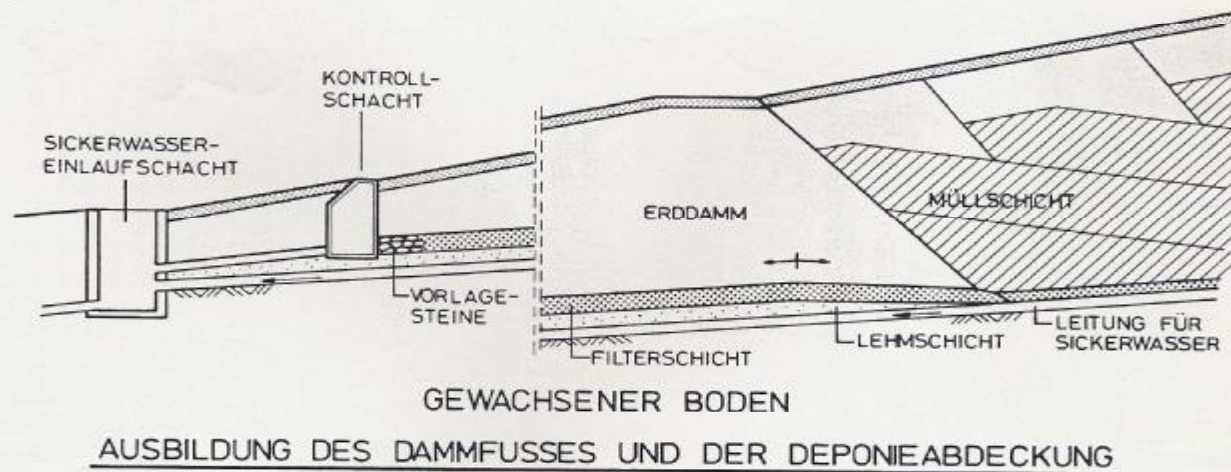 KONTROLL-
SCHACHT
SICKERWASSER-
EINLAUFSCHACHT
ERDDAMM
MÜLLSCHICHT
VORLAGE-
STEINE
FILTERSCHICHT
LEHMSCHICHT
LEITUNG FÜR
SICKERWASSER
GEWACHSENER BODEN
AUSBILDUNG DES DAMMFUSSES UND DER DEPONIEABDECKUNG